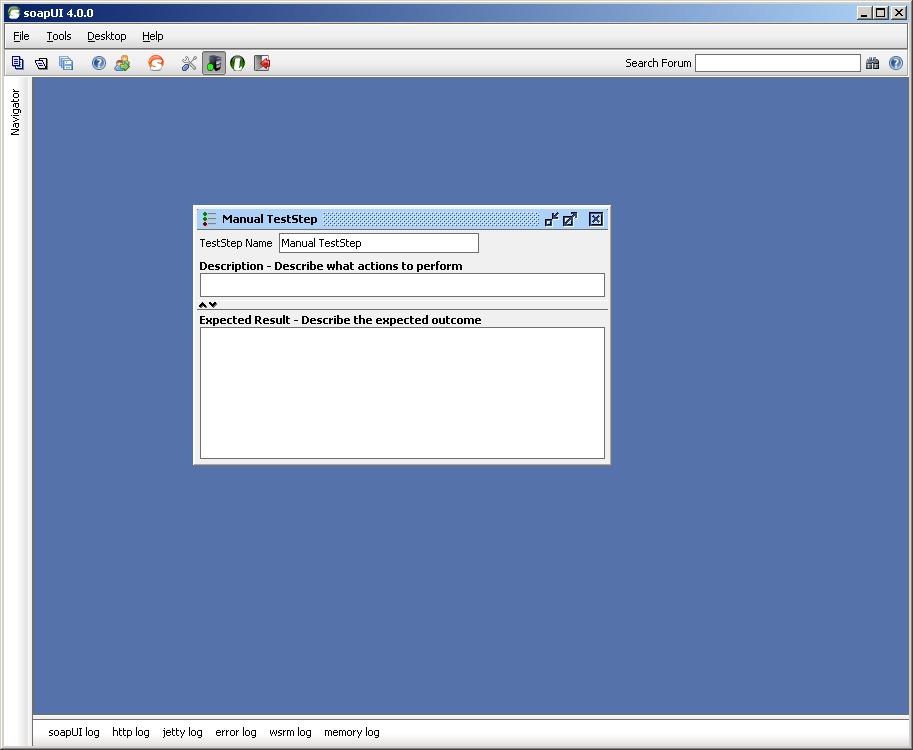 soapUI 4.0.0
File Tools Desktop Help
Search Forum
Navigator
Manual TestStep
TestStep Name Manual TestStep
Description - Describe what actions to perform
Expected Result - Describe the expected outcome
soapUI log http log jetty log error log wsrm log memory log